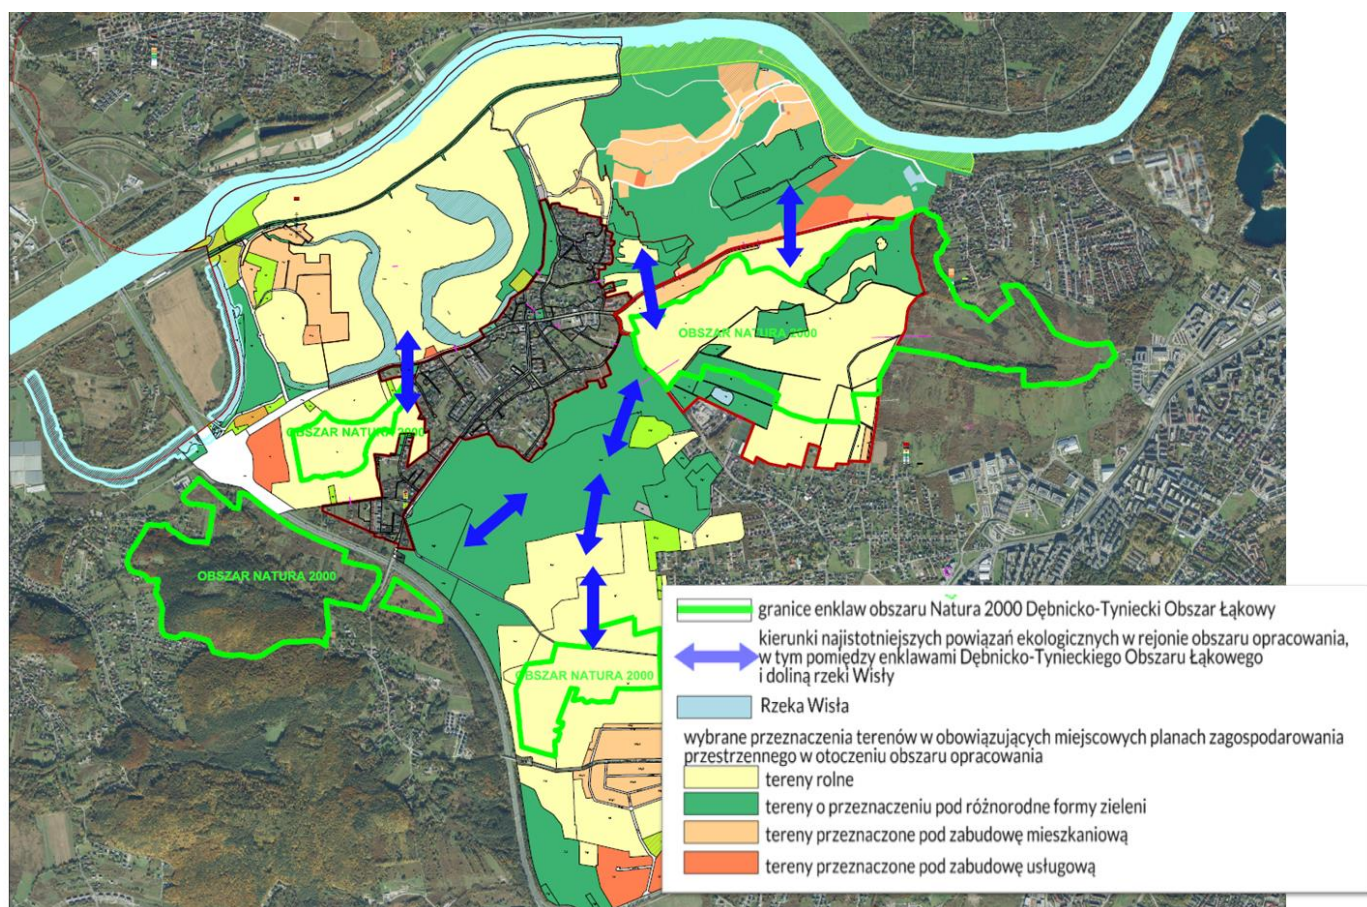 OBSZAR NATURA 2000
OBSZAR NATURA 2000
OBSZAR NATURA 2000
OBSZAR NATURA 2000
granice enklaw obszaru Natura 2000 Dębnicko-Tyniecki Obszar Łąkowy
kierunki najistotniejszych powiązań ekologicznych w rejonie obszaru opracowania,
w tym pomiędzy enklawami Dębnicko-Tynieckiego Obszaru Łąkowego
i doliną rzeki Wisły
Rzeka Wisła
wybrane przeznaczenia terenów w obowiązujących miejscowych planach zagospodarowania
przestrzennego w otoczeniu obszaru opracowania
tereny rolne
tereny o przeznaczeniu pod różnorodne formy zieleni
tereny przeznaczone pod zabudowę mieszkaniową
tereny przeznaczone pod zabudowę usługową